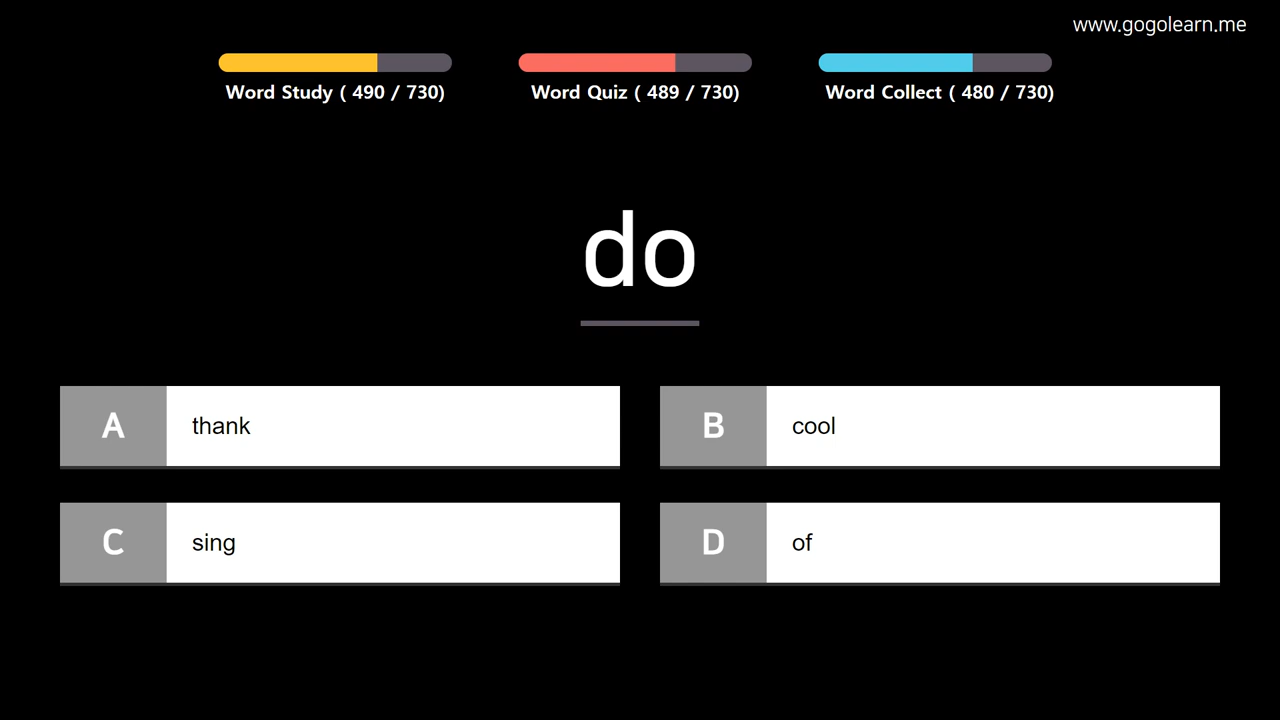 www.gogolearn.me
Word Study ( 490 / 730)
Word Quiz ( 489 / 730)
Word Collect ( 480 / 730)
do
A
thank
B
cool
C
sing
D
of